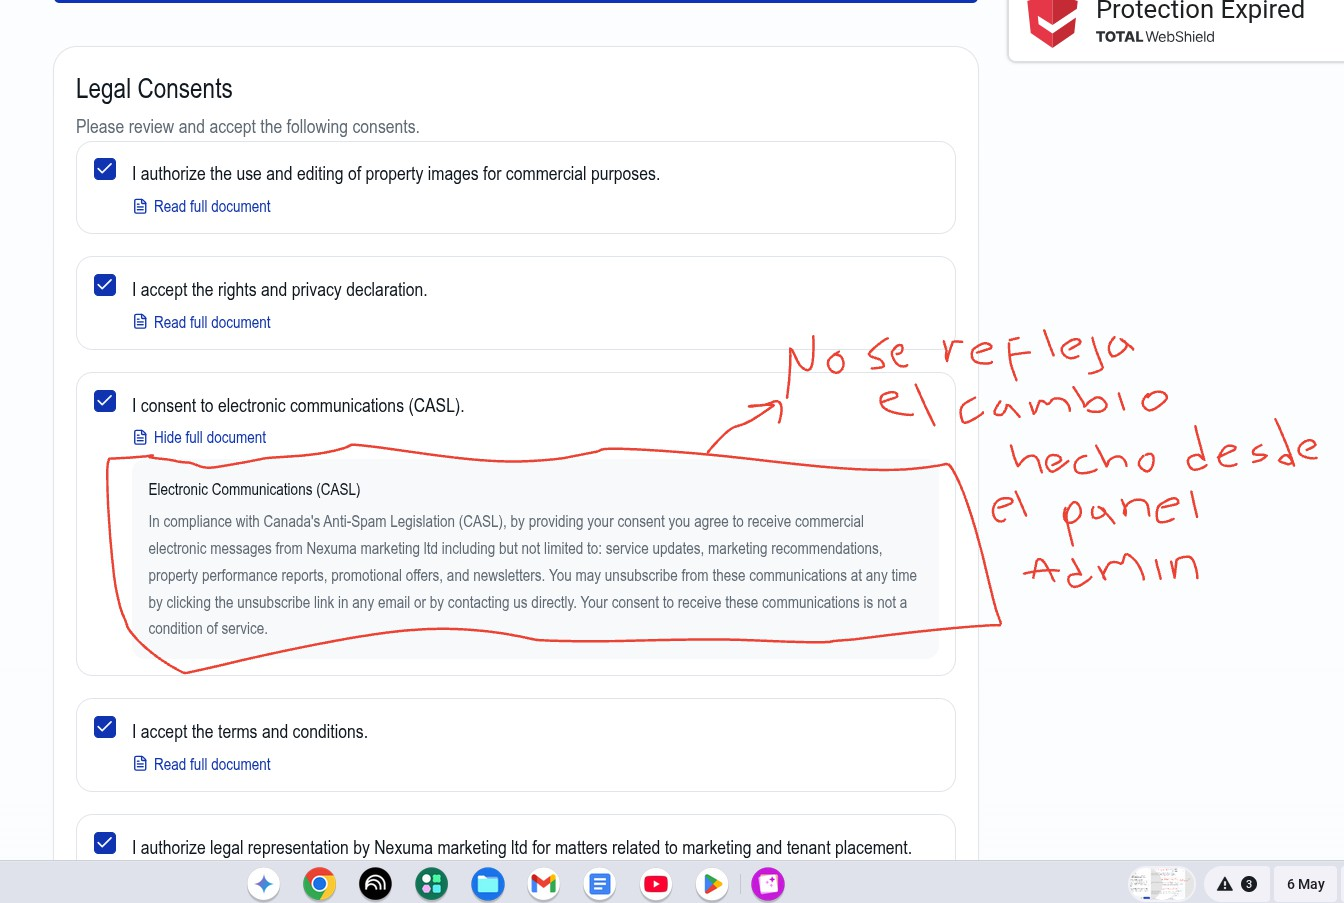 Protection Expired
TOTAL WebShield
Legal Consents
Please review and accept the following consents.
I authorize the use and editing of property images for commercial purposes.
Read full document
I accept the rights and privacy declaration.
Read full document
No se refleja
el cambio
hecho desde
el panel
ADMIN
I consent to electronic communications (CASL).
Hide full document
Electronic Communications (CASL)
In compliance with Canada's Anti-Spam Legislation (CASL), by providing your consent you agree to receive commercial
electronic messages from Nexuma marketing ltd including but not limited to: service updates, marketing recommendations,
property performance reports, promotional offers, and newsletters. You may unsubscribe from these communications at any time
by clicking the unsubscribe link in any email or by contacting us directly. Your consent to receive these communications is not a
condition of service.
I accept the terms and conditions.
Read full document
I authorize legal representation by Nexuma marketing ltd for matters related to marketing and tenant placement.
3
6 May